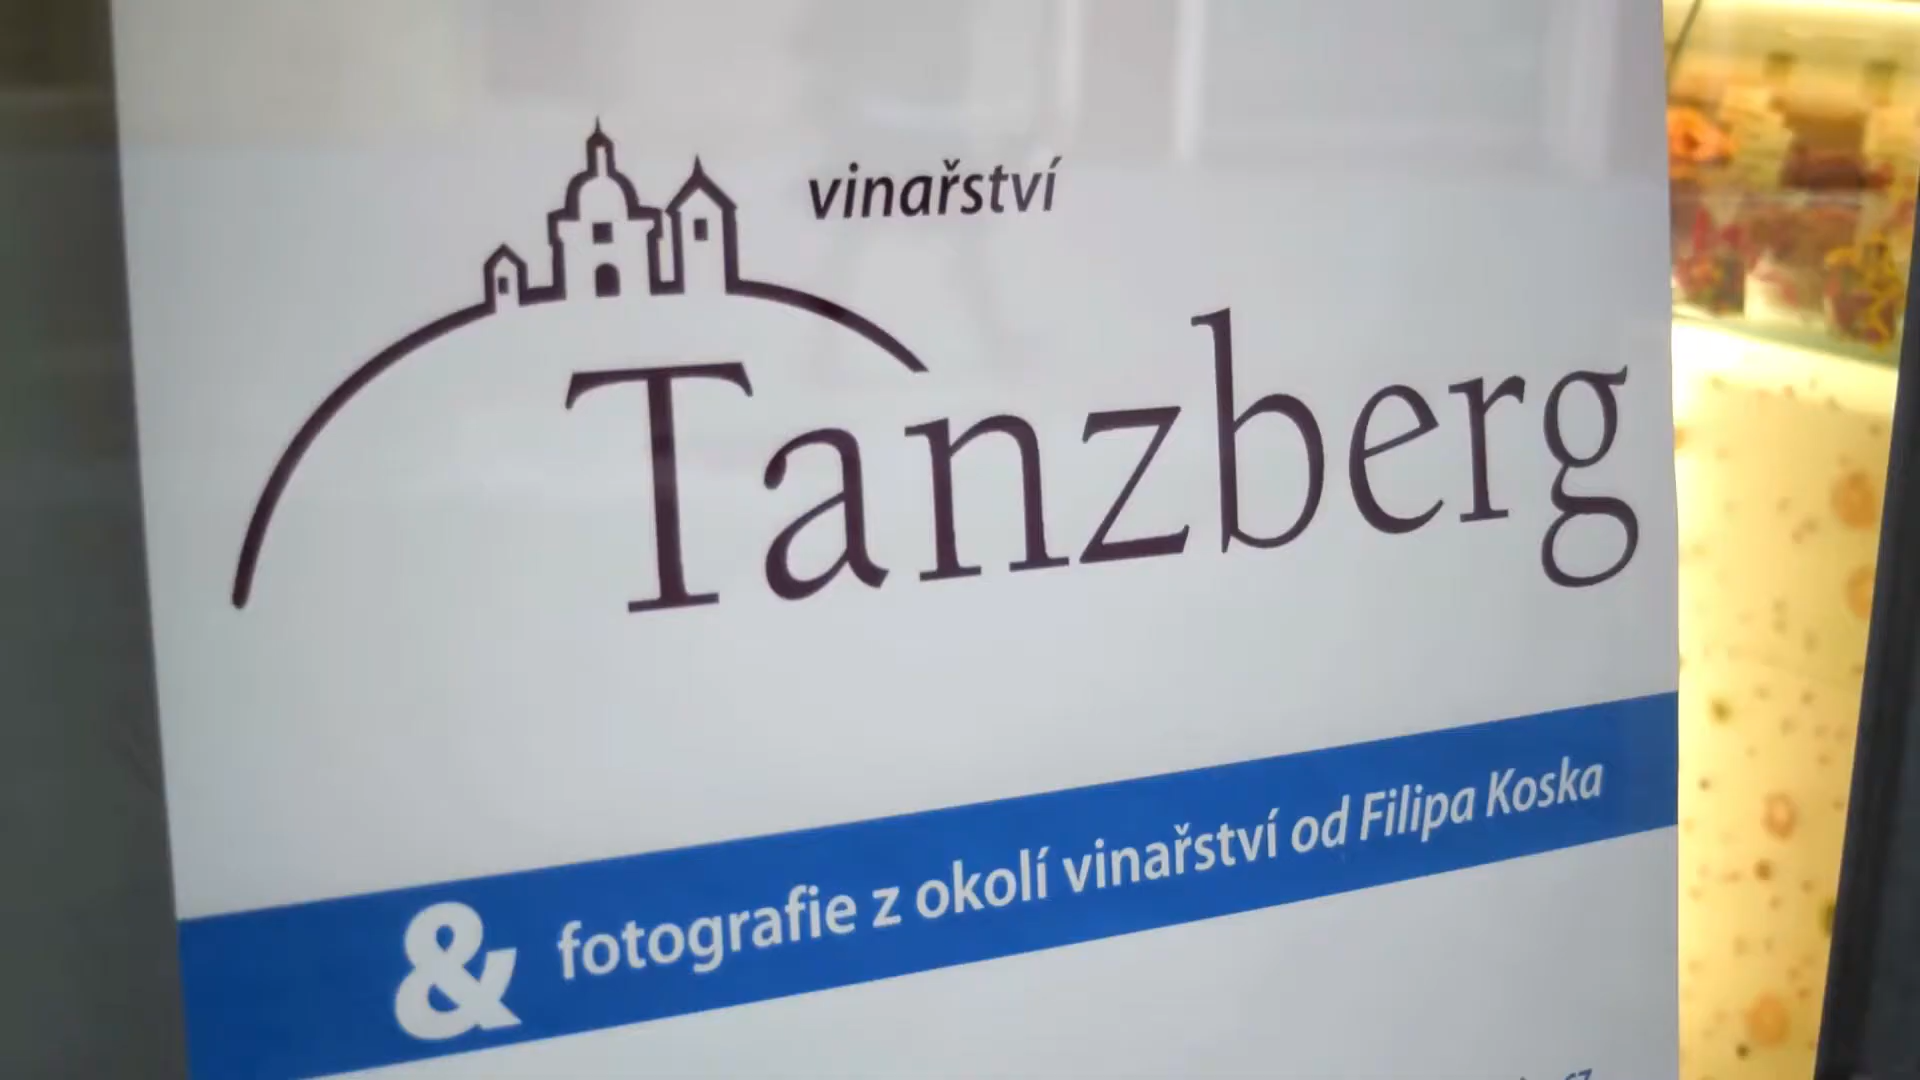 vinařství
Tanzberg
& fotografie z okolí vinařství od Filipa Koska